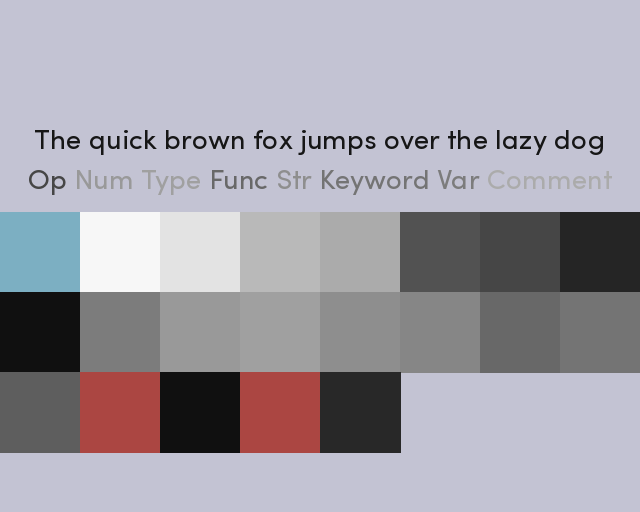 The quick brown fox jumps over the lazy dog
Op Num Type Func Str Keyword Var Comment